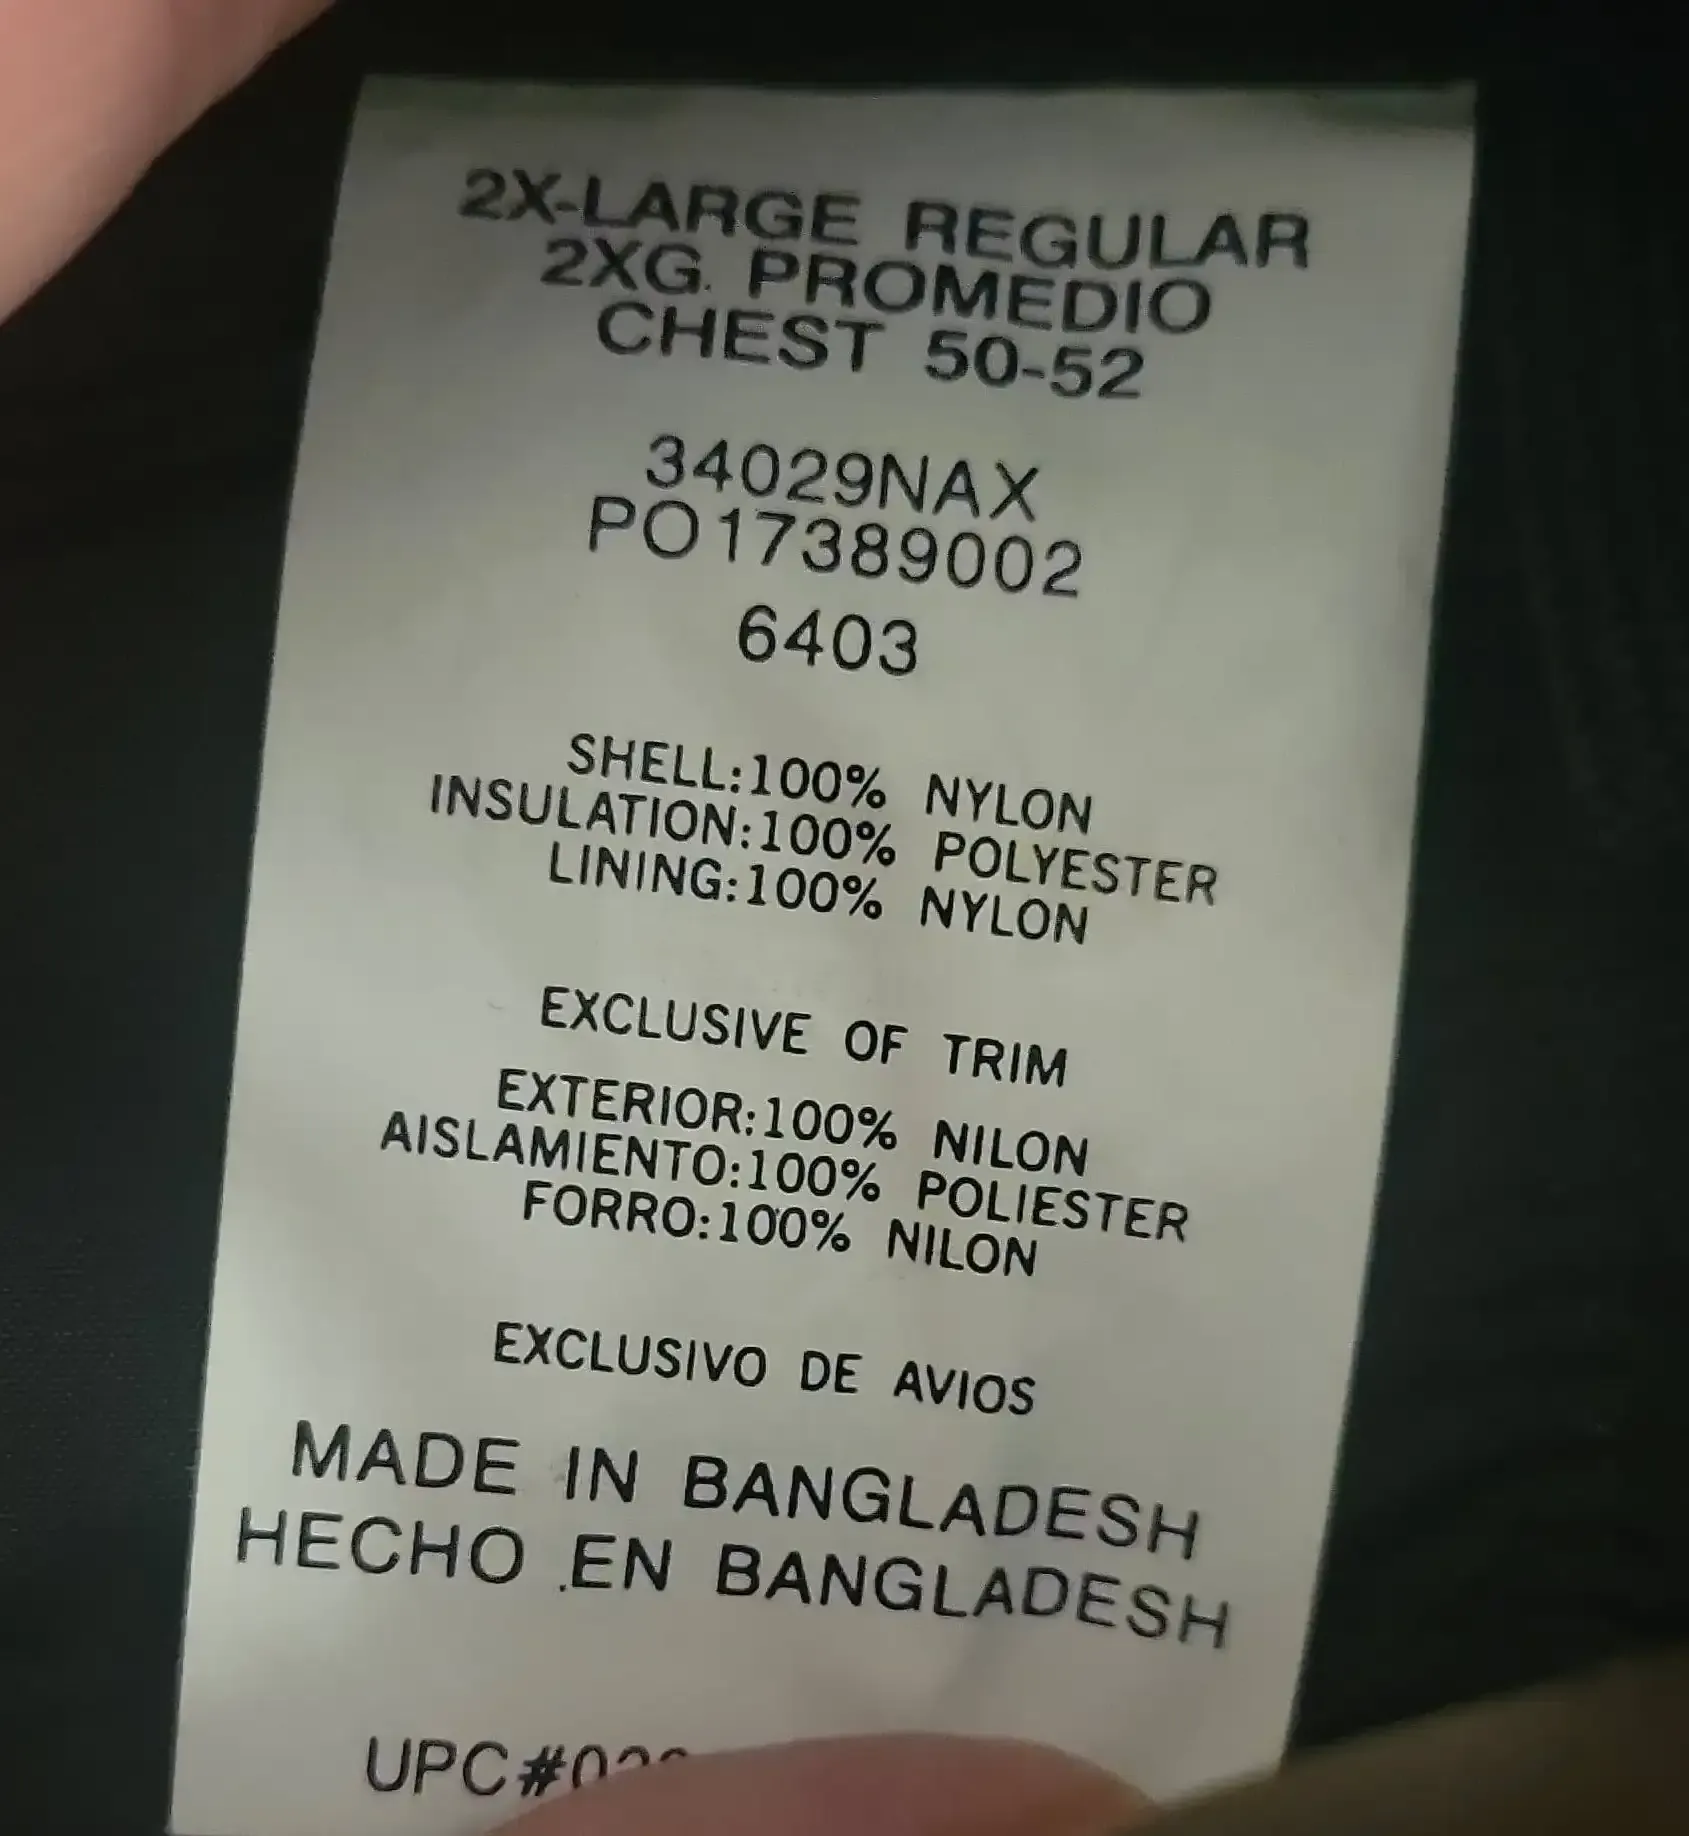 2X-LARGE REGULAR
2XG. PROMEDIO
CHEST 50-52
34029NAX
PO17389002
6403
SHELL:100% NYLON
INSULATION:100% POLYESTER
LINING:100% NYLON
EXCLUSIVE OF TRIM
EXTERIOR:100% NILON
AISLAMIENTO:100% POLIESTER
FORRO:100% NILON
EXCLUSIVO DE AVIOS
MADE IN BANGLADESH
HECHO EN BANGLADESH
UPC#